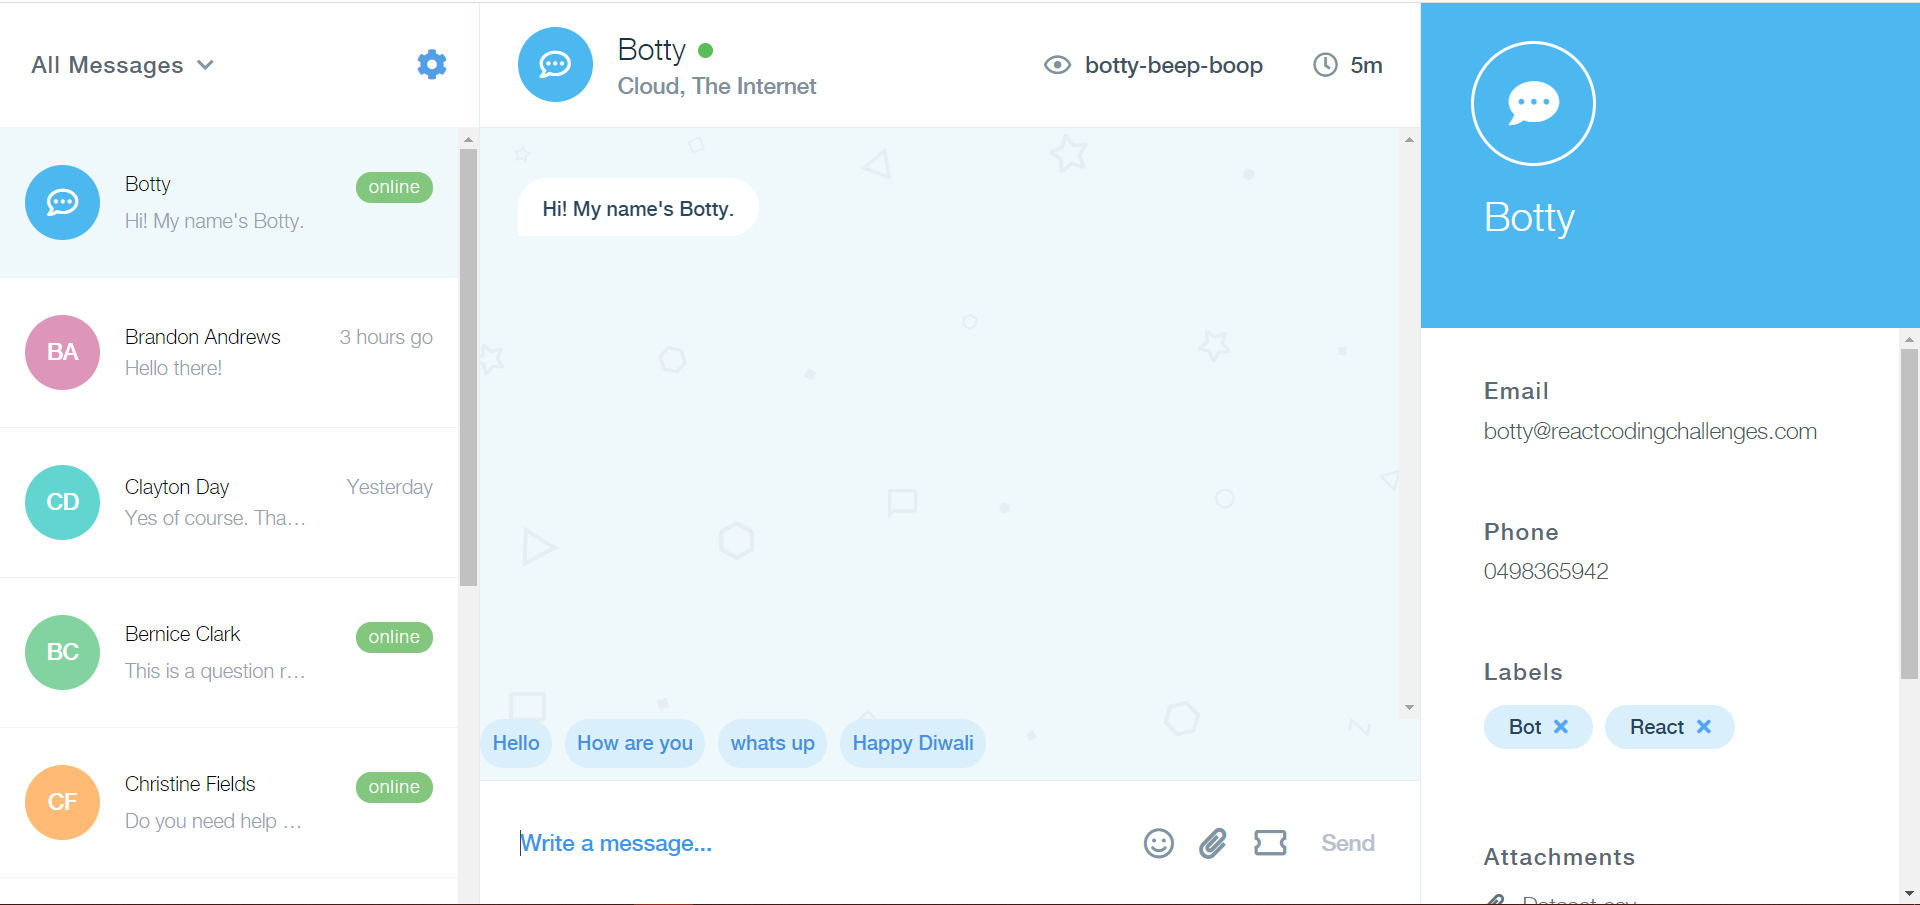 All Messages
Botty
online
Hi! My name's Botty.
BA
Brandon Andrews
3 hours go
Hello there!
CD
Clayton Day
Yesterday
Yes of course. Tha…
BC
Bernice Clark
online
This is a question r…
CF
Christine Fields
online
Do you need help …
Botty
Cloud, The Internet
botty-beep-boop
5m
Hi! My name's Botty.
Hello
How are you
whats up
Happy Diwali
Write a message...
Send
Botty
Email
botty@reactcodingchallenges.com
Phone
0498365942
Labels
Bot
React
Attachments
Dataset.csv